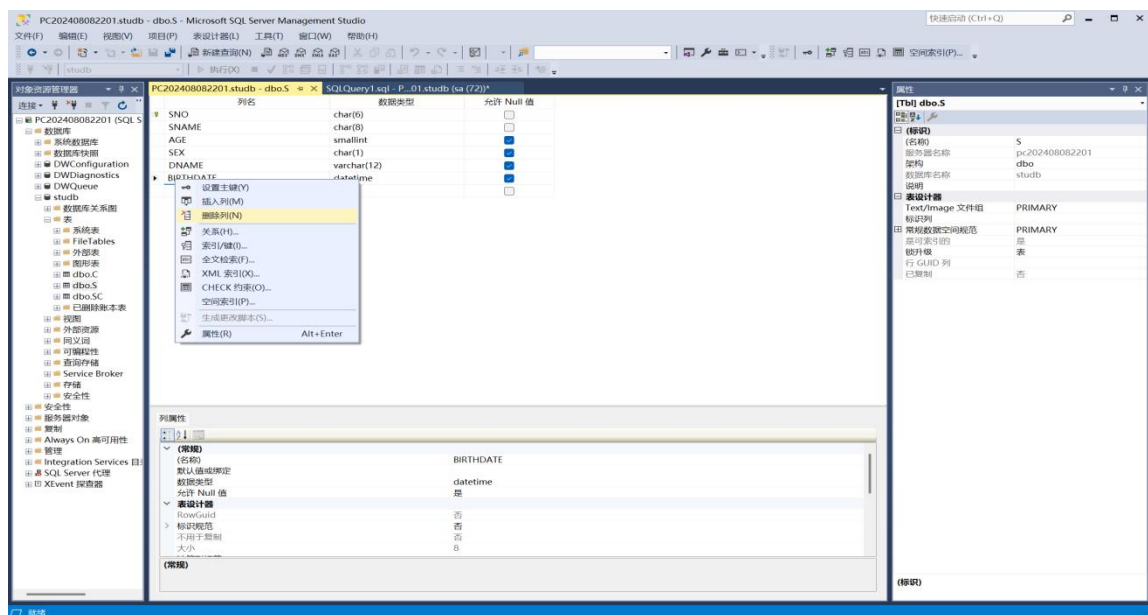 PC202408082201.studb - dbo.S - Microsoft SQL Server Management Studio
快速启动 (Ctrl+Q)
文件(F) 编辑(E) 视图(V) 项目(P) 表设计器(L) 工具(T) 窗口(W) 帮助(H)
新建查询(N)
空间索引(P)...
studb
执行(X)
对象资源管理器
连接
PC202408082201 (SQL S
数据库
系统数据库
数据库快照
DWConfiguration
DWDiagnostics
DWQueue
studb
数据库关系图
表
系统表
FileTables
外部表
图形表
dbo.C
dbo.S
dbo.SC
已删除账本表
视图
外部资源
同义词
可编程性
查询存储
Service Broker
存储
安全性
安全性
服务器对象
复制
Always On 高可用性
管理
Integration Services 目
SQL Server 代理
XEvent 探查器
PC202408082201.studb - dbo.S
SQLQuery1.sql - P...01.studb (sa (72))*
列名 数据类型 允许 Null 值
SNO char(6)
SNAME char(8)
AGE smallint
SEX char(1)
DNAME varchar(12)
BIRTHDATE datetime
设置主键(Y)
插入列(M)
删除列(N)
关系(H)...
索引/键(I)...
全文检索(F)...
XML 索引(X)...
CHECK 约束(O)...
空间索引(P)...
生成更改脚本(S)...
属性(R) Alt+Enter
列属性
(常规)
(名称) BIRTHDATE
默认值或绑定
数据类型 datetime
允许 Null 值 是
表设计器
RowGuid 否
标识规范 否
不用于复制 否
大小 8
(常规)
属性
[Tbl] dbo.S
(标识)
(名称) S
服务器名称 pc202408082201
架构 dbo
数据库名称 studb
说明
表设计器
Text/Image 文件组 PRIMARY
标识列
常规数据空间规范 PRIMARY
是可索引的 是
锁升级 表
行 GUID 列
已复制 否
(标识)
就绪